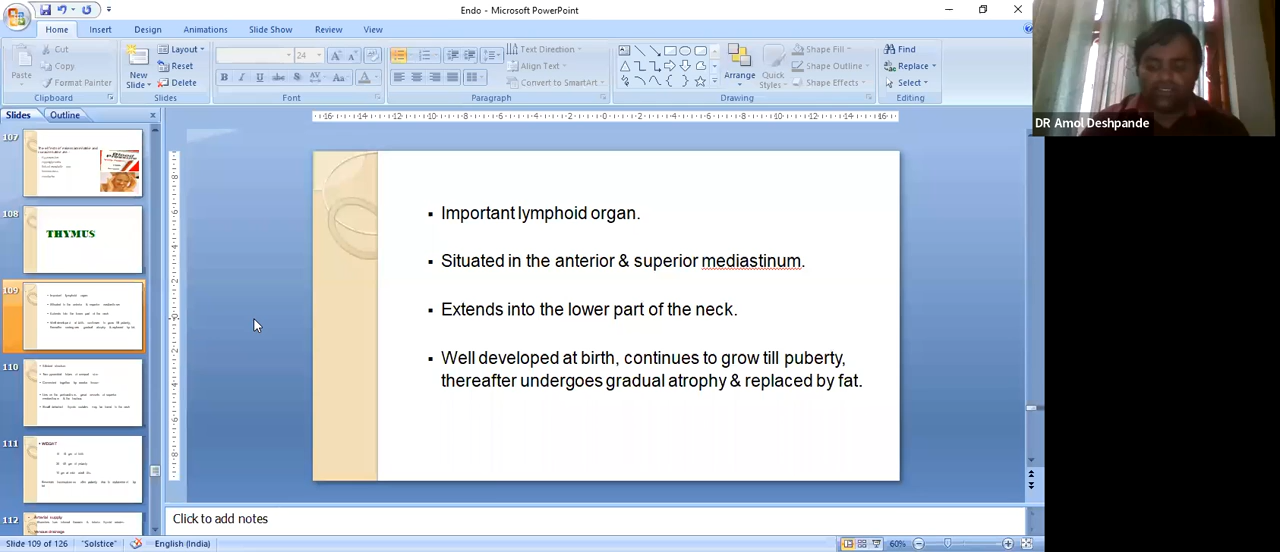 Endo - Microsoft PowerPoint
Home Insert Design Animations Slide Show Review View
Paste
Cut
Copy
Format Painter
Clipboard
New Slide
Layout
Reset
Delete
Slides
24
B I U abe S AV Aa A
Font
Text Direction
Align Text
Convert to SmartArt
Paragraph
Arrange
Quick Styles
Shape Fill
Shape Outline
Shape Effects
Drawing
Find
Replace
Select
Editing
DR Amol Deshpande
Slides Outline
107
108
THYMUS
109
110
111
112
▪ Important lymphoid organ.
▪ Situated in the anterior & superior mediastinum.
▪ Extends into the lower part of the neck.
▪ Well developed at birth, continues to grow till puberty,
thereafter undergoes gradual atrophy & replaced by fat.
Click to add notes
Slide 109 of 126 "Solstice" English (India) 60%